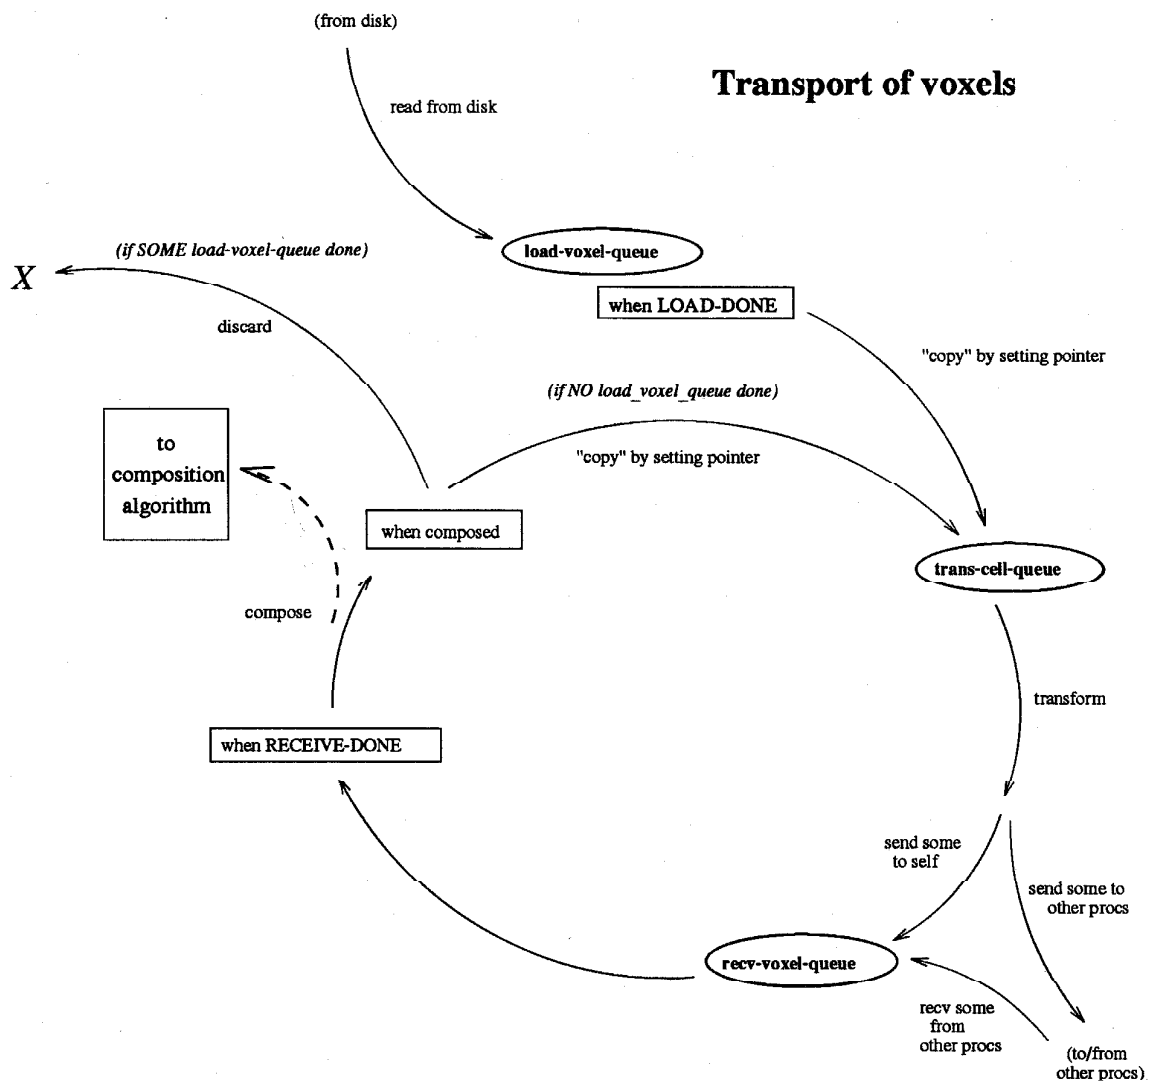 (from disk)
Transport of voxels
read from disk
(if SOME load-voxel-queue done)
load-voxel-queue
X
when LOAD-DONE
discard
"copy" by setting pointer
(if NO load_voxel_queue done)
to
composition
algorithm
"copy" by setting pointer
when composed
trans-cell-queue
compose
transform
when RECEIVE-DONE
send some
to self
send some to
other procs
recv-voxel-queue
recv some
from
other procs
(to/from
other procs)